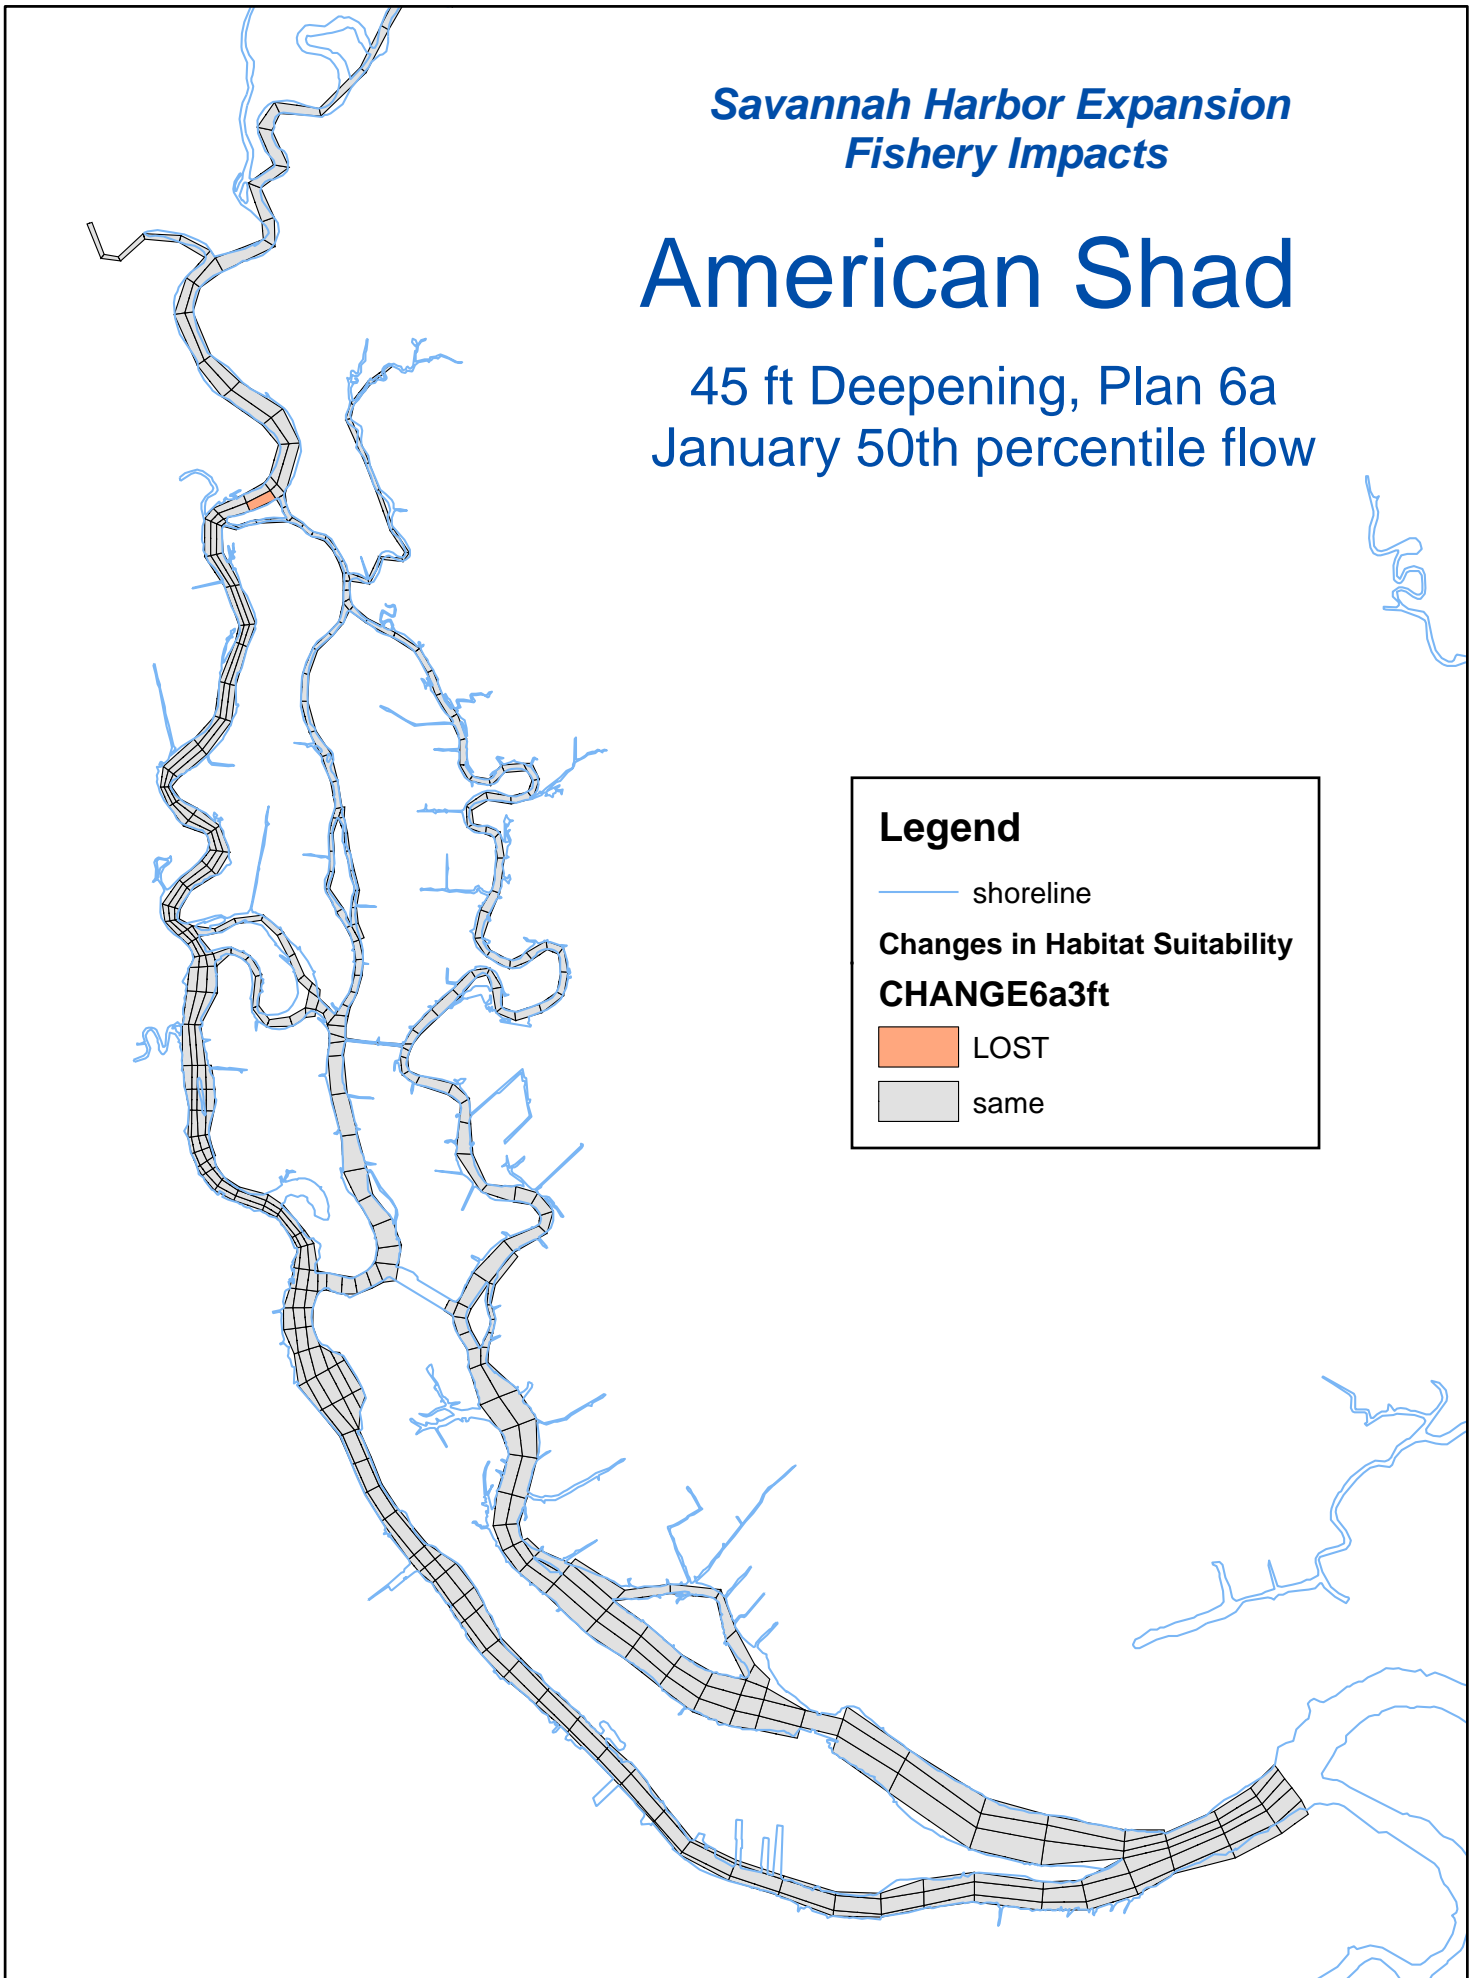 Savannah Harbor Expansion
Fishery Impacts
American Shad
45 ft Deepening, Plan 6a
January 50th percentile flow
Legend
shoreline
Changes in Habitat Suitability
CHANGE6a3ft
LOST
same